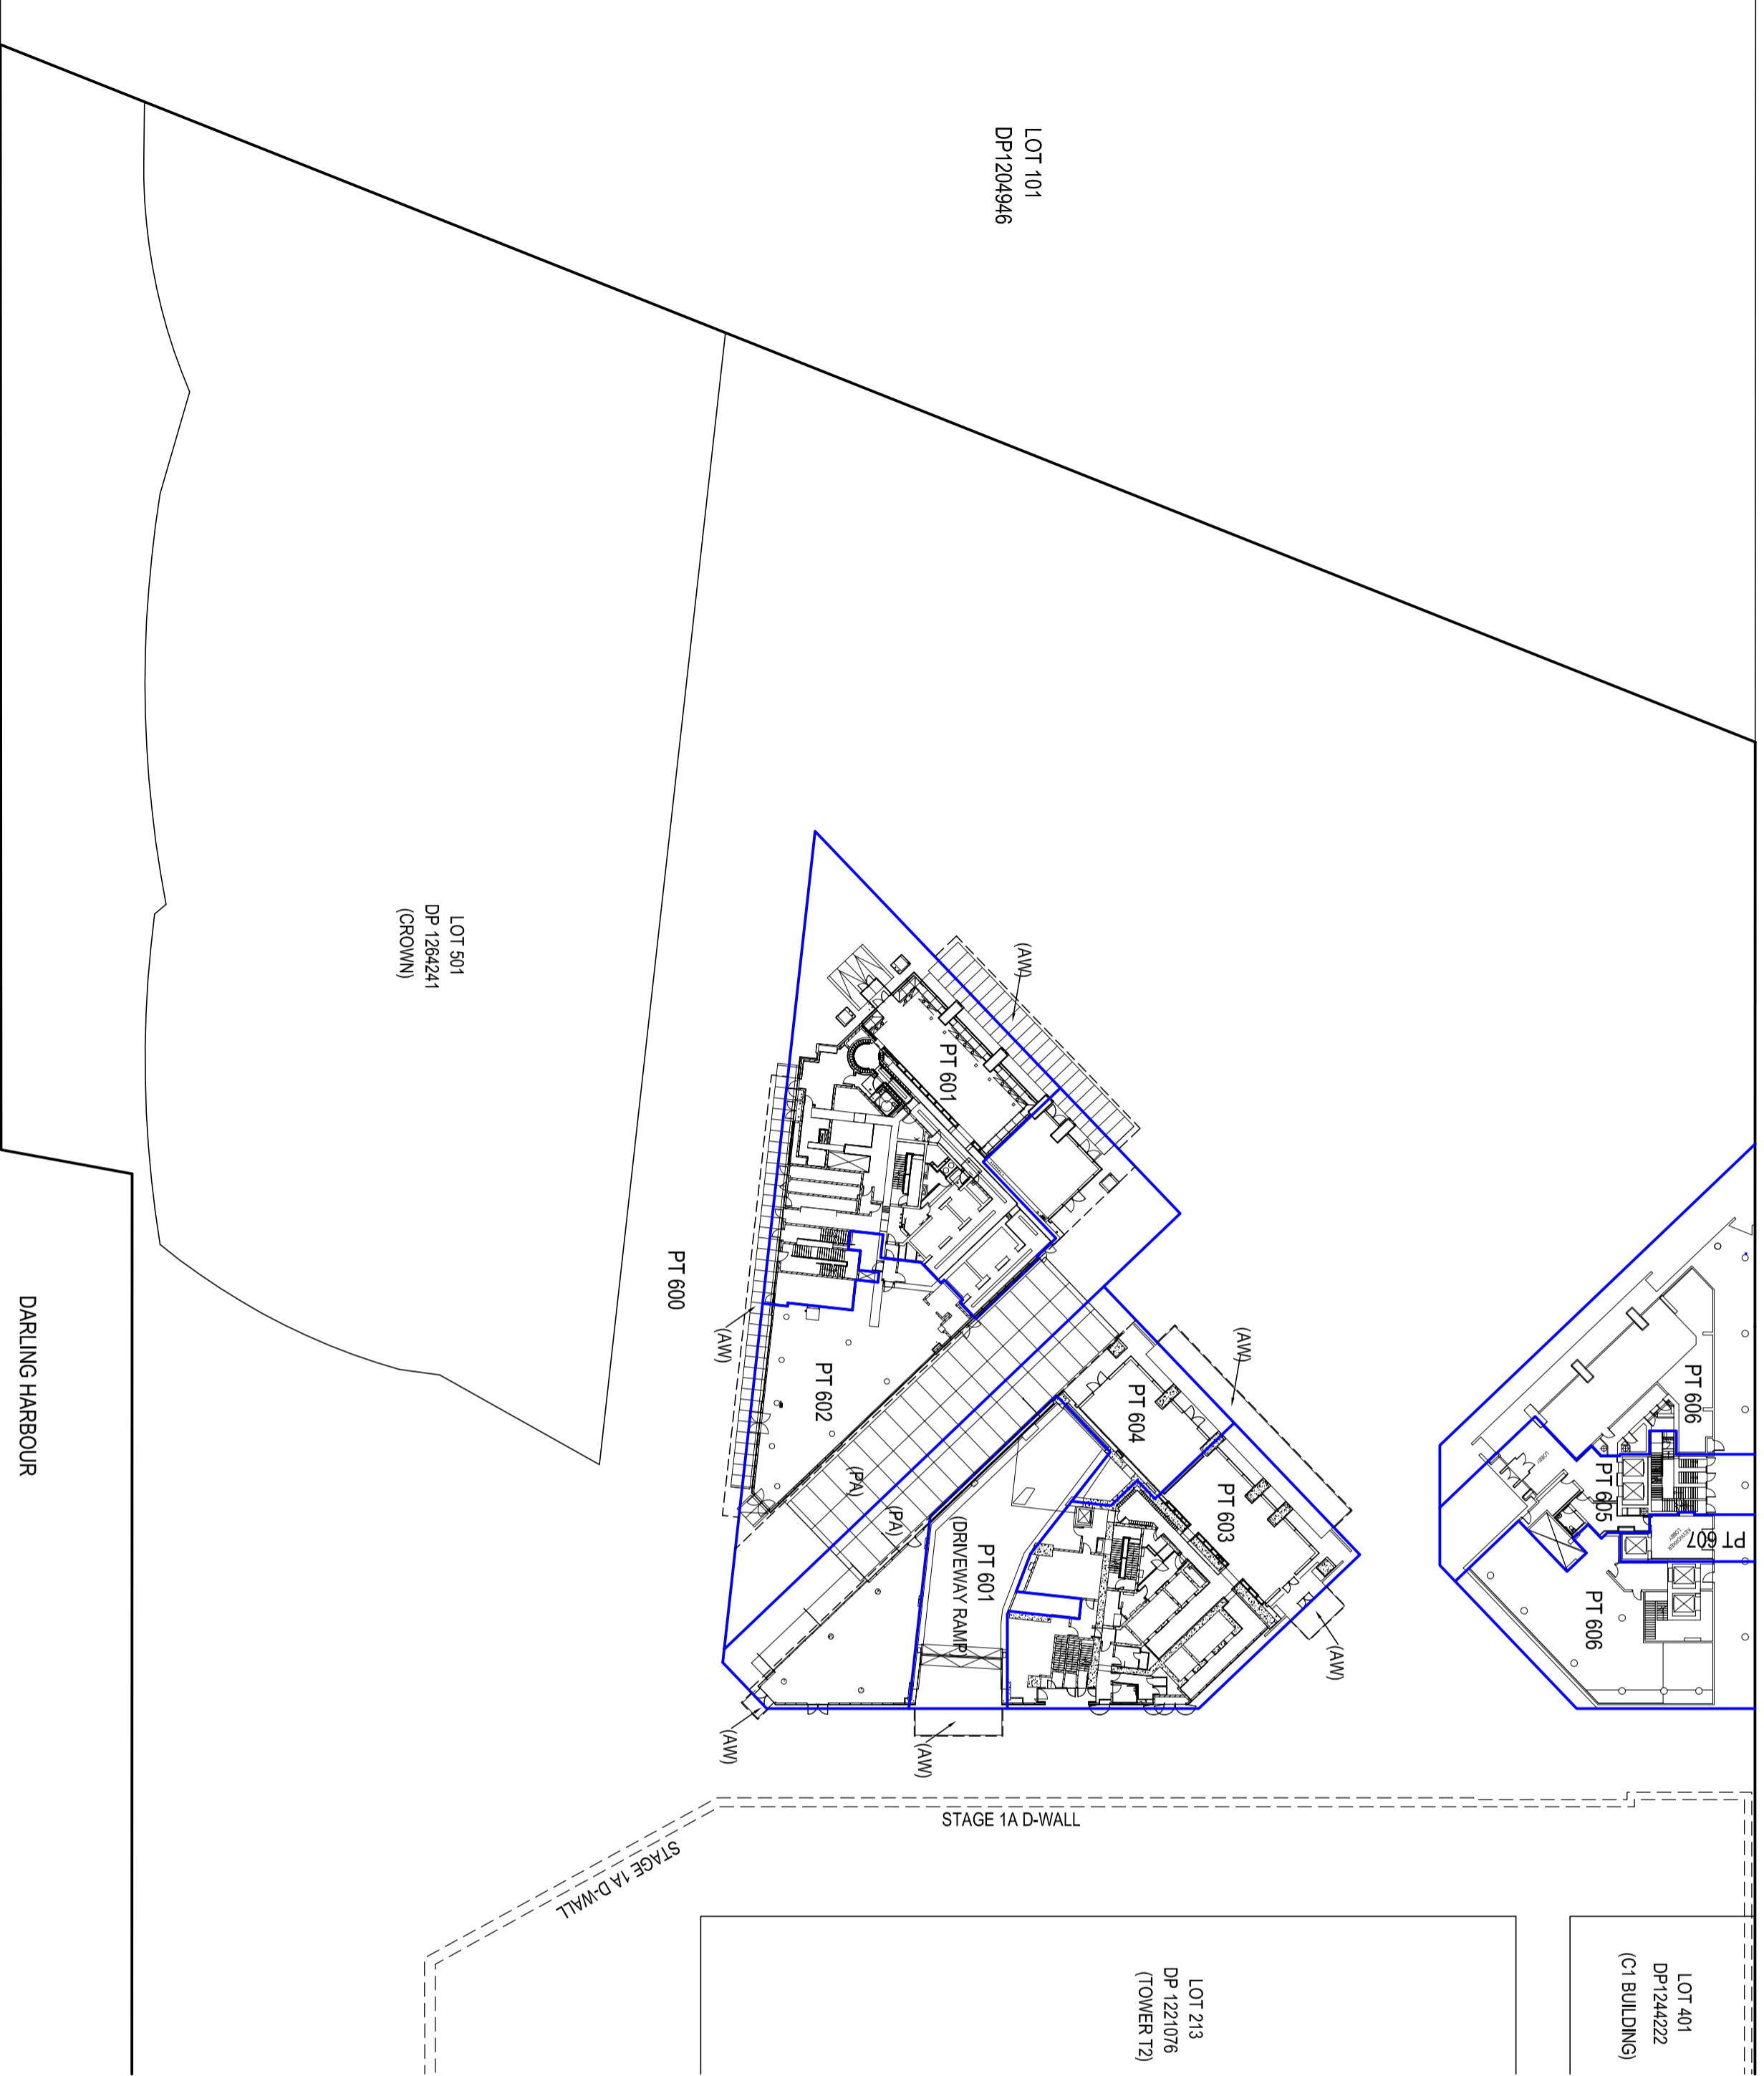 LOT 101
DP1204946
LOT 501
DP 1264241
(CROWN)
DARLING HARBOUR
PT 600
(AW)
PT 601
PT 602
(AW)
(PA)
(PA)
(AW)
PT 604
PT 603
PT 601
(DRIVEWAY RAMP)
(AW)
(AW)
(AW)
PT 606
PT 605
LOBBY
PT 607
PT 606
STAGE 1A D-WALL
STAGE 1A D-WALL
LOT 401
DP1244222
(C1 BUILDING)
LOT 213
DP 1221076
(TOWER T2)